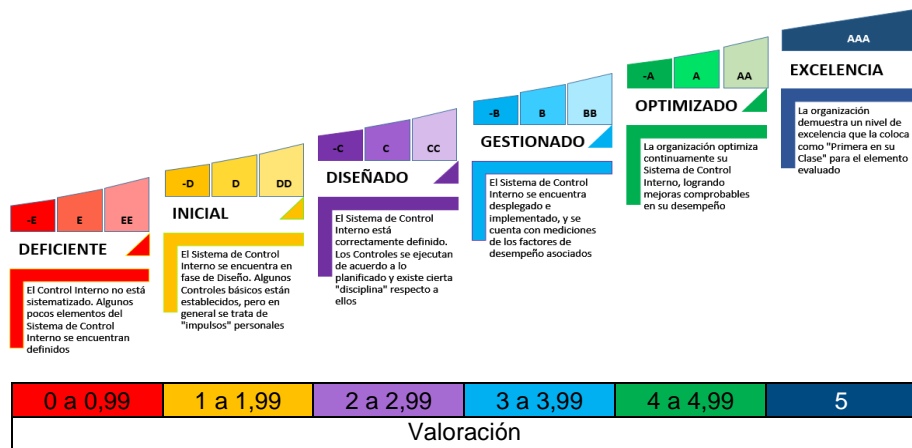 -E E EE
DEFICIENTE
El Control Interno no está
sistematizado. Algunos
pocos elementos del
Sistema de Control
Interno se encuentran
definidos
-D D DD
INICIAL
El Sistema de Control
Interno se encuentra en
fase de Diseño. Algunos
Controles básicos están
establecidos, pero en
general se trata de
"impulsos" personales
-C C CC
DISEÑADO
El Sistema de Control
Interno está
correctamente definido.
Los Controles se ejecutan
de acuerdo a lo
planificado y existe cierta
"disciplina" respecto a
ellos
-B B BB
GESTIONADO
El Sistema de Control
Interno se encuentra
desplegado e
implementado, y se
cuenta con mediciones
de los factores de
desempeño asociados
-A A AA
OPTIMIZADO
La organización optimiza
continuamente su
Sistema de Control
Interno, logrando
mejoras comprobables
en su desempeño
AAA
EXCELENCIA
La organización
demuestra un nivel de
excelencia que la coloca
como "Primera en su
Clase" para el elemento
evaluado
0 a 0,99 1 a 1,99 2 a 2,99 3 a 3,99 4 a 4,99 5
Valoración